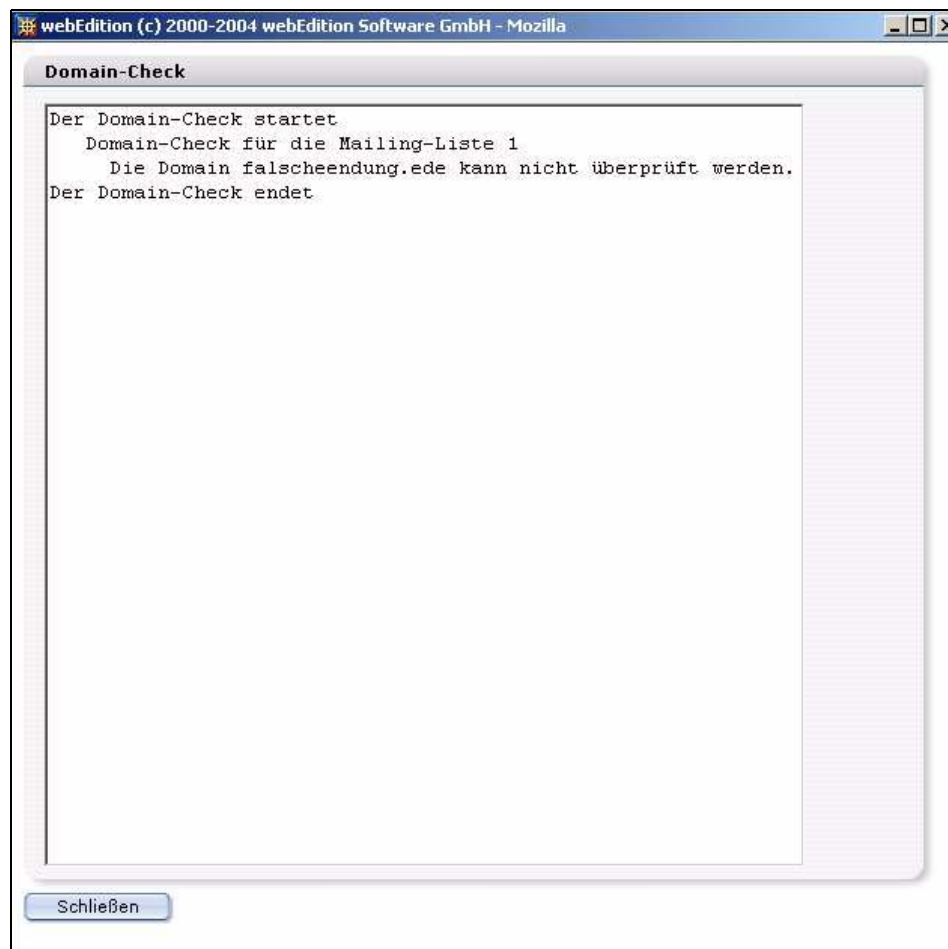 webEdition (c) 2000-2004 webEdition Software GmbH - Mozilla
Domain-Check
Der Domain-Check startet
Domain-Check für die Mailing-Liste 1
Die Domain falscheendung.ede kann nicht überprüft werden.
Der Domain-Check endet
Schließen